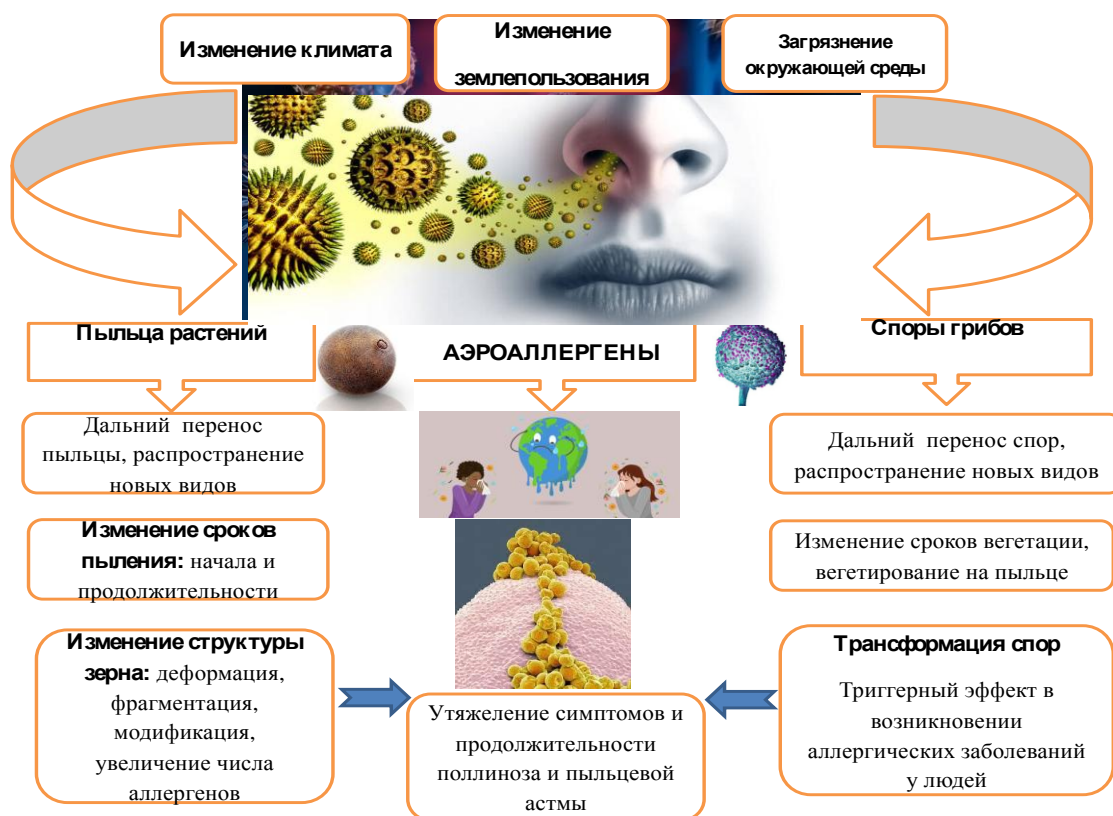 Изменение климата
Изменение
землепользования
Загрязнение
окружающей среды
Пыльца растений
АЭРОАЛЛЕРГЕНЫ
Споры грибов
Дальний перенос
пыльцы, распространение
новых видов
Дальний перенос спор,
распространение новых видов
Изменение сроков
пыления: начала и
продолжительности
Изменение сроков вегетации,
вегетирование на пыльце
Изменение структуры
зерна: деформация,
фрагментация,
модификация,
увеличение числа
аллергенов
Утяжеление симптомов и
продолжительности
поллиноза и пыльцевой
астмы
Трансформация спор
Триггерный эффект в
возникновении
аллергических заболеваний
у людей